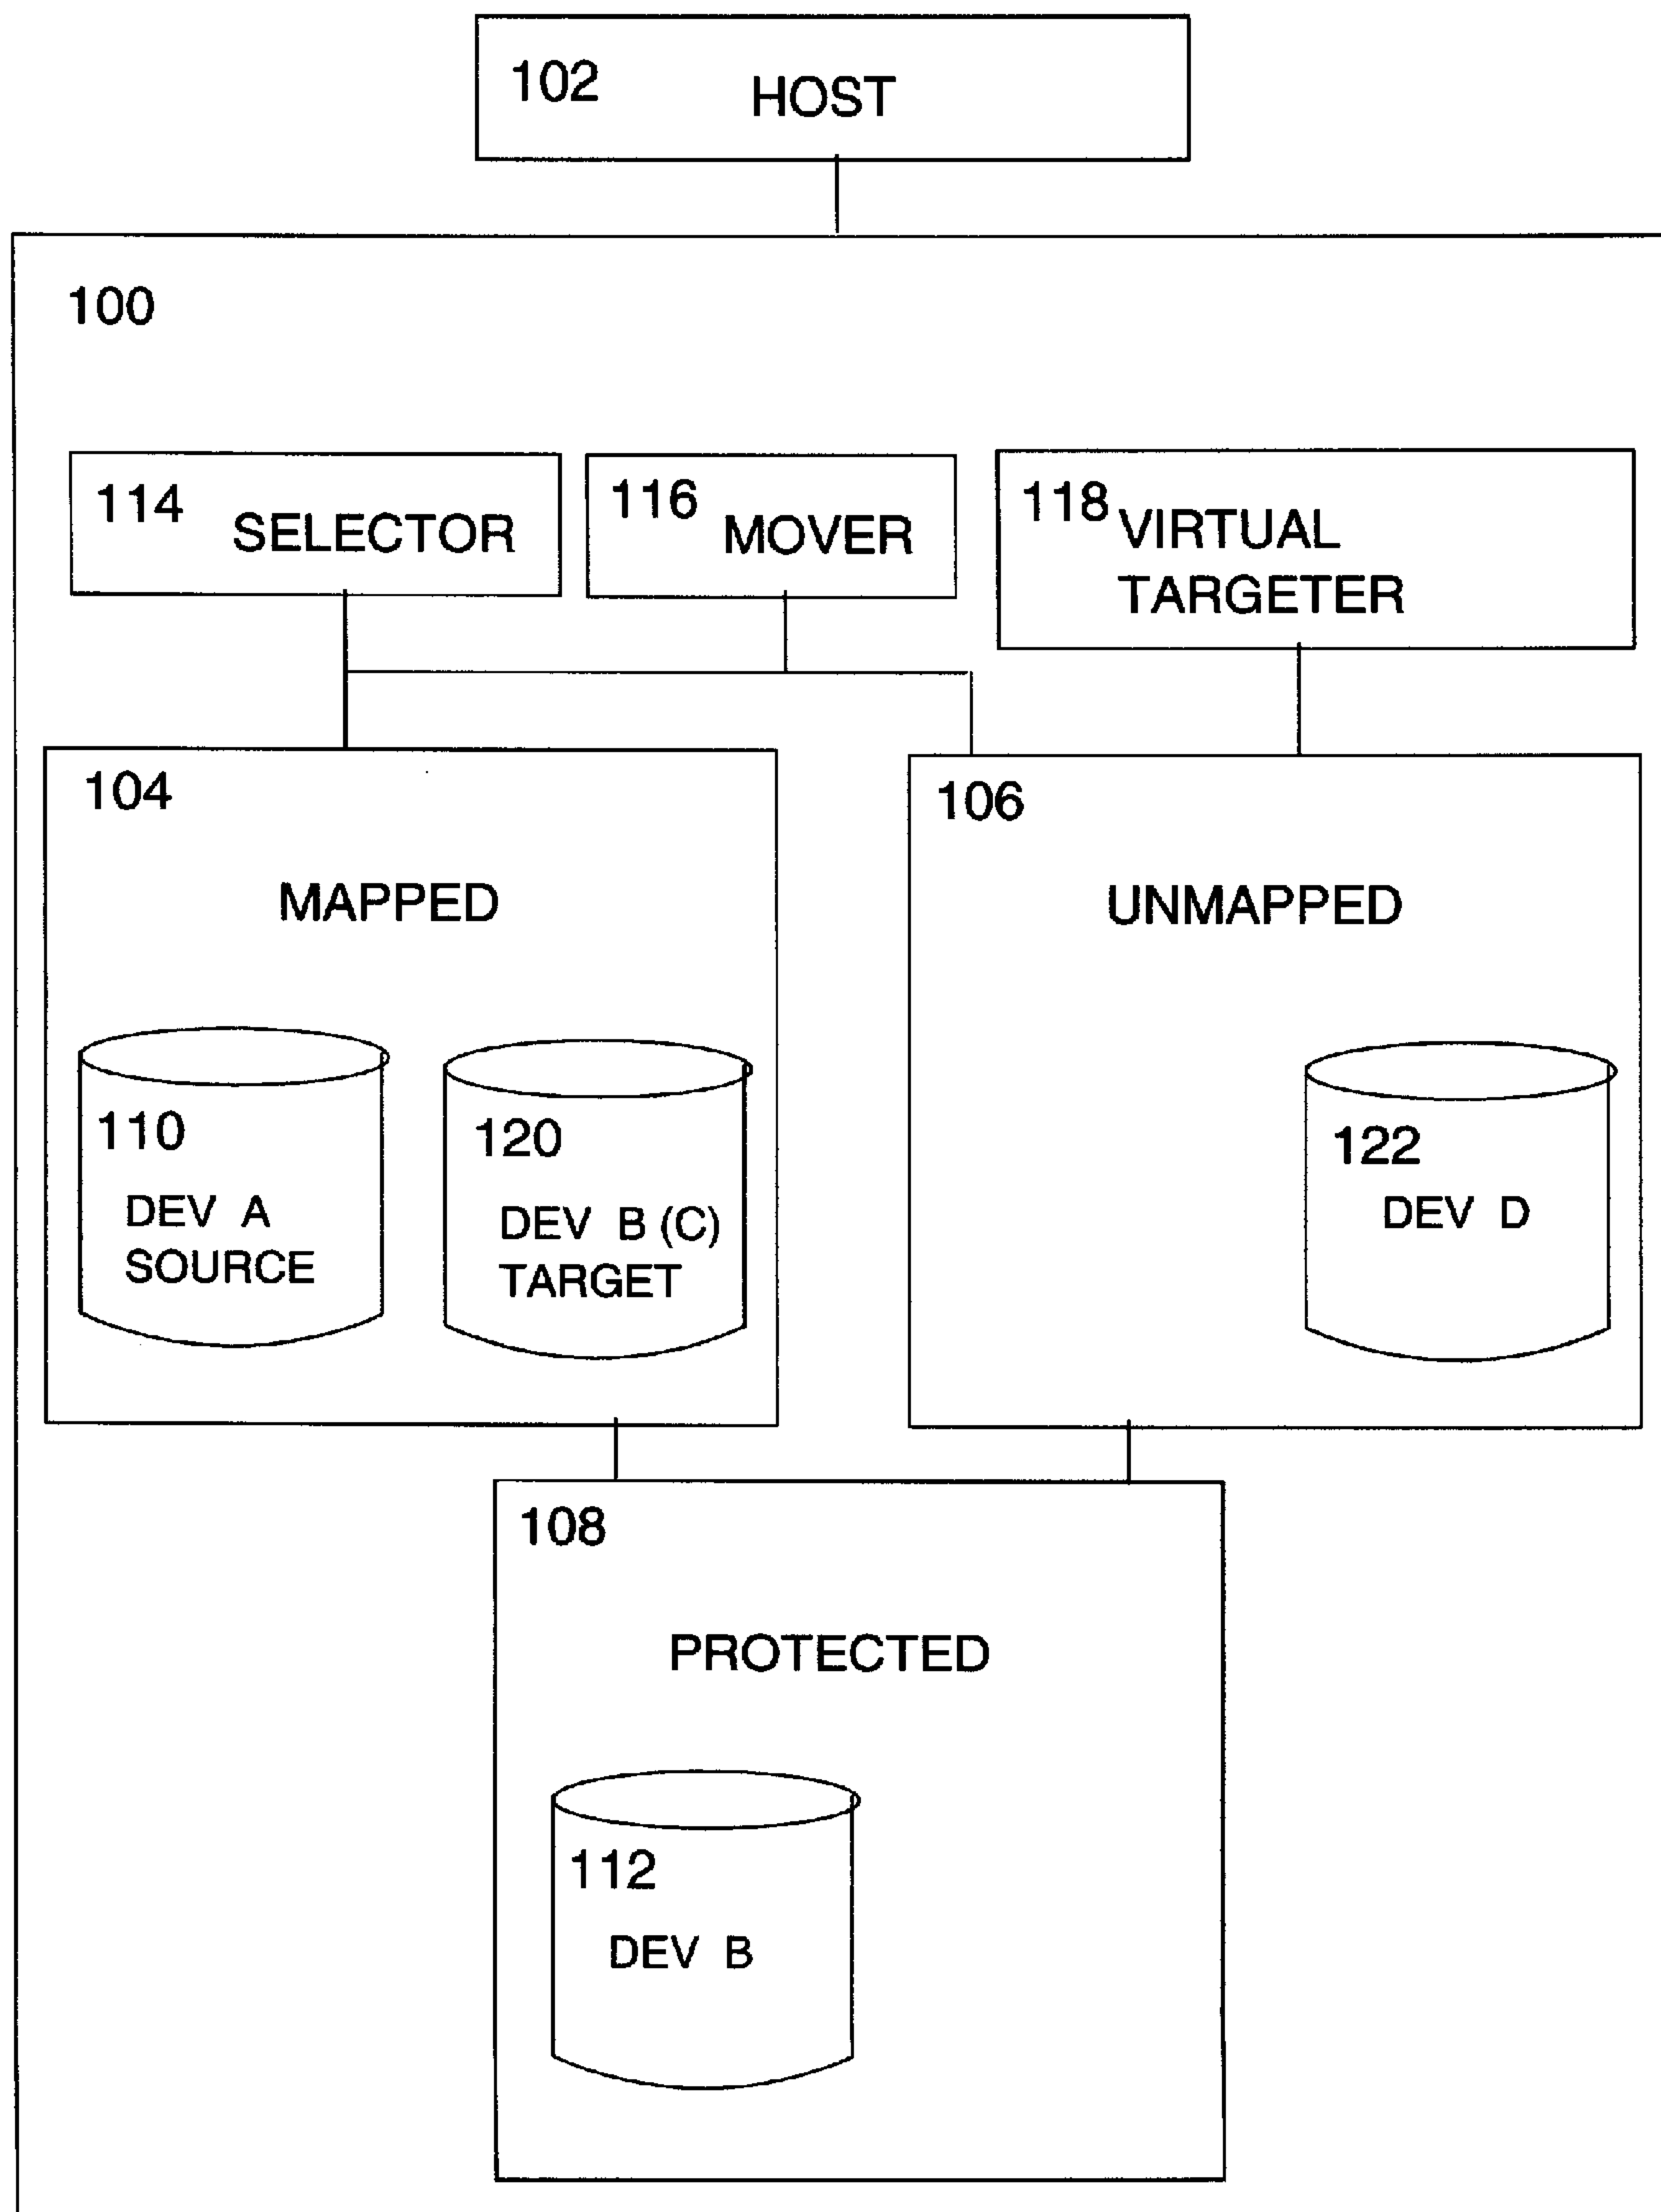 102 HOST
100
114 SELECTOR
116 MOVER
118 VIRTUAL
TARGETER
104
MAPPED
106
UNMAPPED
110
DEV A
SOURCE
120
DEV B (C)
TARGET
122
DEV D
108
PROTECTED
112
DEV B